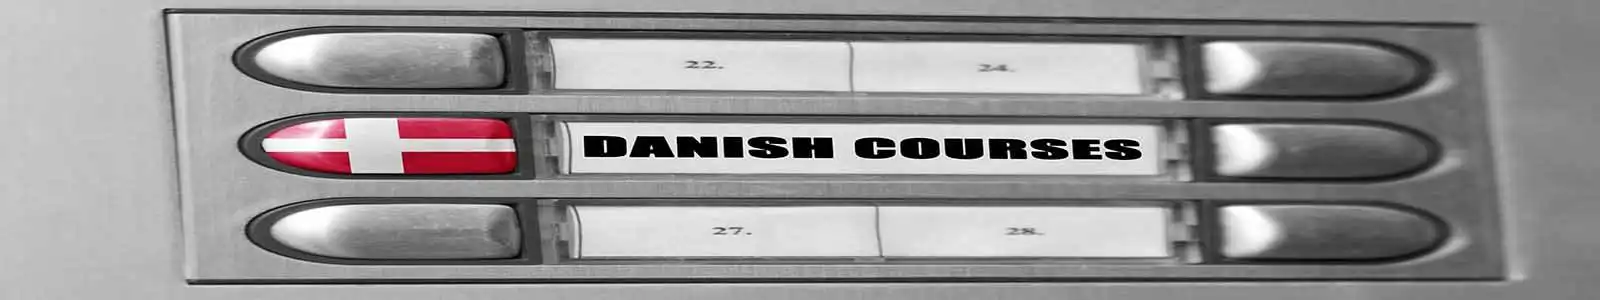 22. 24.
DANISH COURSES
27. 28.